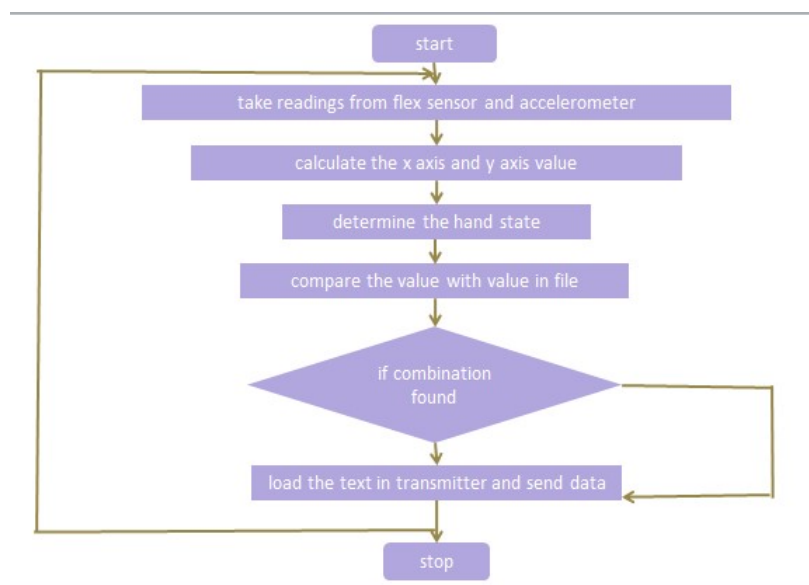 start
take readings from flex sensor and accelerometer
calculate the x axis and y axis value
determine the hand state
compare the value with value in file
if combination
found
load the text in transmitter and send data
stop